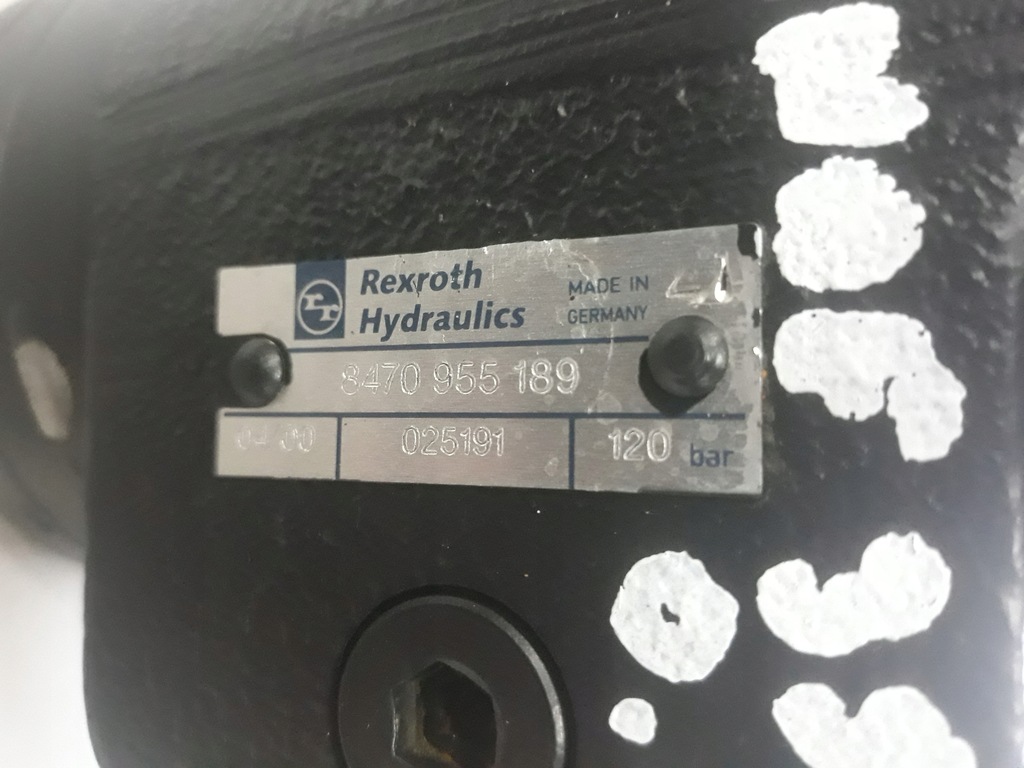 Rexroth
Hydraulics
MADE IN
GERMANY
8470 955 189
025191
120 bar